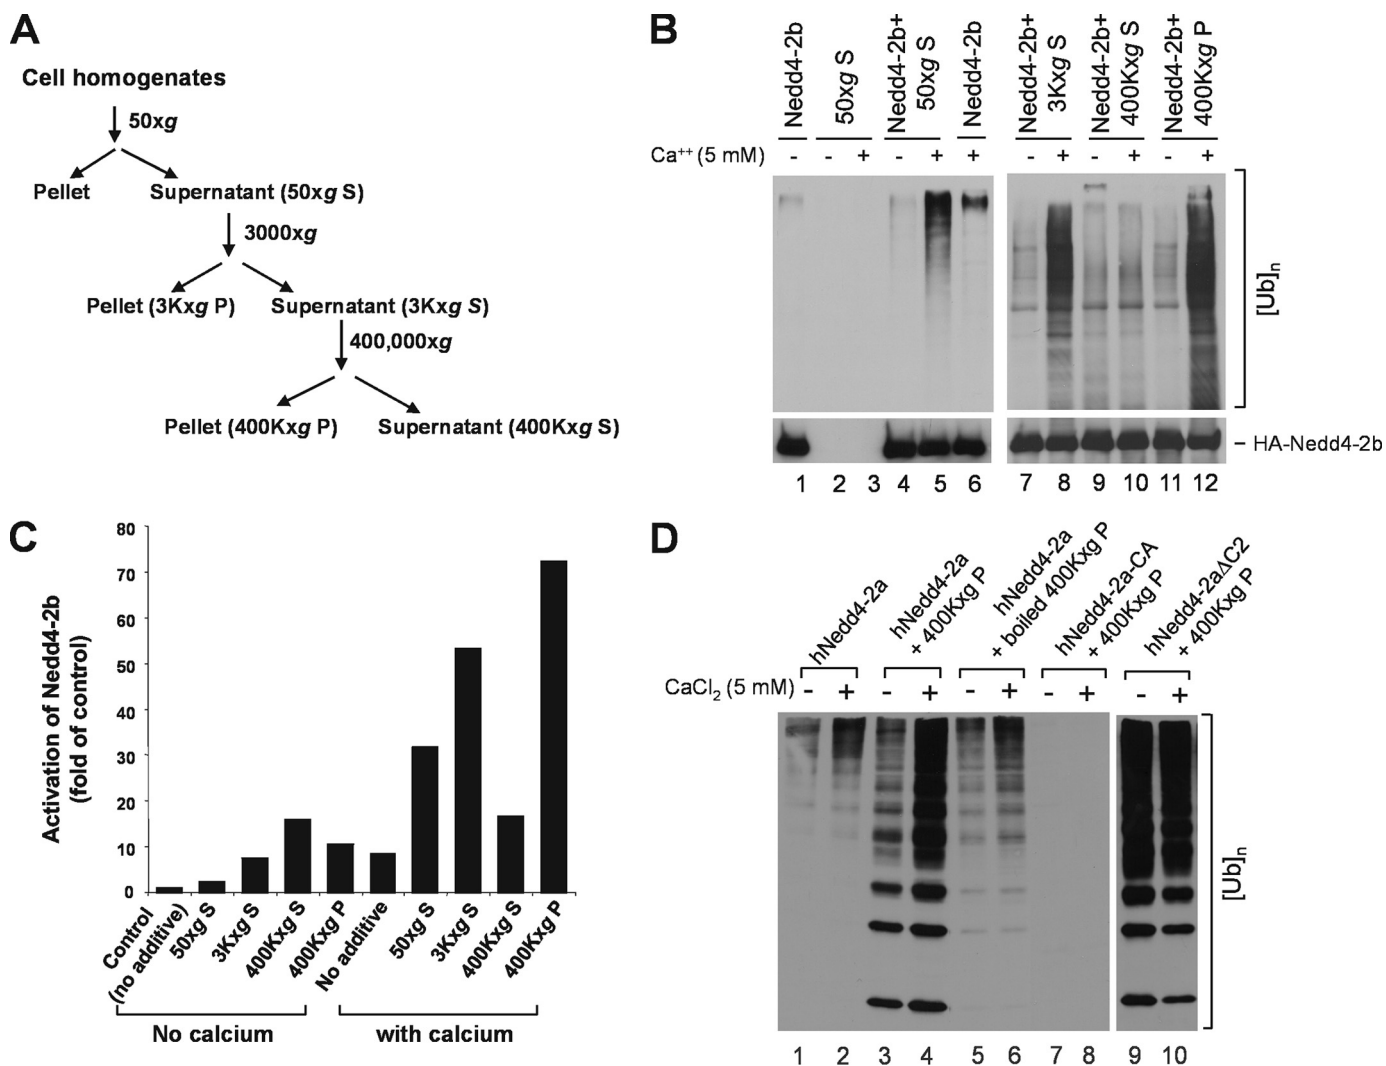 A
Cell homogenates
50xg
Pellet
Supernatant (50xg S)
3000xg
Pellet (3Kxg P)
Supernatant (3Kxg S)
400,000xg
Pellet (400Kxg P)
Supernatant (400Kxg S)
B
Nedd4-2b
50xg S
Nedd4-2b+
50xg S
Nedd4-2b
Nedd4-2b+
3Kxg S
Nedd4-2b+
400Kxg S
Nedd4-2b+
400Kxg P
Ca++ (5 mM) - - + - + + - + - + - +
[Ub]n
– HA-Nedd4-2b
1 2 3 4 5 6 7 8 9 10 11 12
C
Activation of Nedd4-2b
(fold of control)
80
70
60
50
40
30
20
10
0
Control
(no additive)
50xg S
3Kxg S
400Kxg S
400Kxg P
No additive
50xg S
3Kxg S
400Kxg S
400Kxg P
No calcium
with calcium
D
hNedd4-2a
hNedd4-2a
+ 400Kxg P
hNedd4-2a
+ boiled 400Kxg P
hNedd4-2a-CA
+ 400Kxg P
hNedd4-2aΔC2
+ 400Kxg P
CaCl2 (5 mM) - + - + - + - + - +
[Ub]n
1 2 3 4 5 6 7 8 9 10